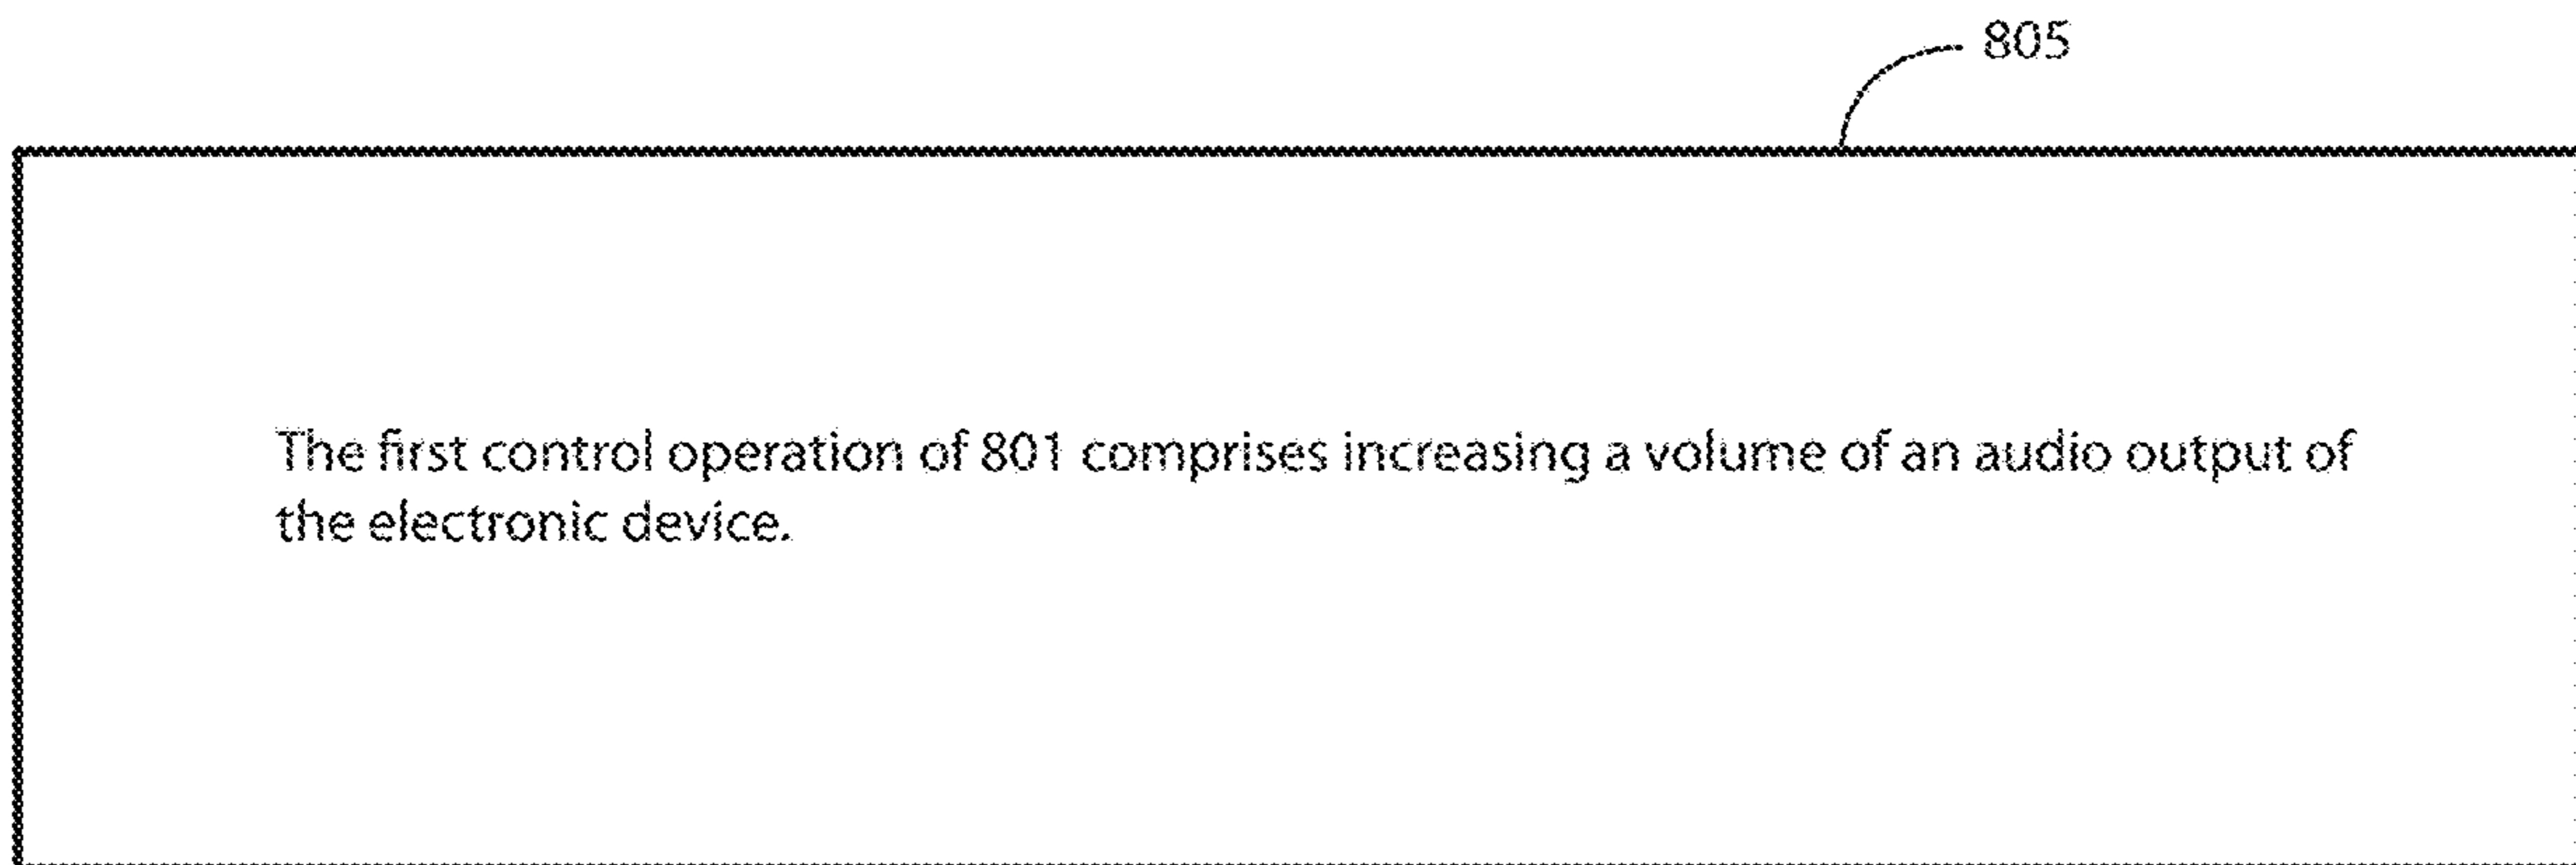 805
The first control operation of 801 comprises increasing a volume of an audio output of
the electronic device.